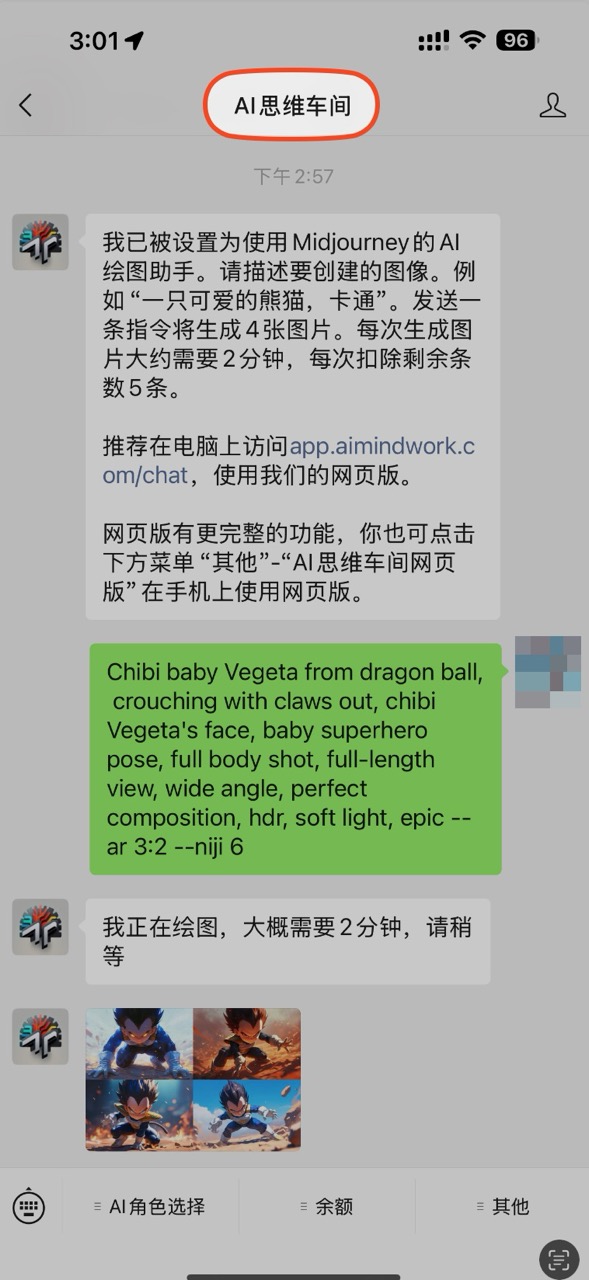 3:01
96
AI思维车间
下午2:57
我已被设置为使用Midjourney的AI
绘图助手。请描述要创建的图像。例
如“一只可爱的熊猫，卡通”。发送一
条指令将生成4张图片。每次生成图
片大约需要2分钟，每次扣除剩余条
数5条。
推荐在电脑上访问app.aimindwork.c
om/chat，使用我们的网页版。
网页版有更完整的功能，你也可点击
下方菜单“其他”-“AI思维车间网页
版”在手机上使用网页版。
Chibi baby Vegeta from dragon ball,
crouching with claws out, chibi
Vegeta's face, baby superhero
pose, full body shot, full-length
view, wide angle, perfect
composition, hdr, soft light, epic --
ar 3:2 --niji 6
我正在绘图，大概需要2分钟，请稍
等
AI角色选择
余额
其他